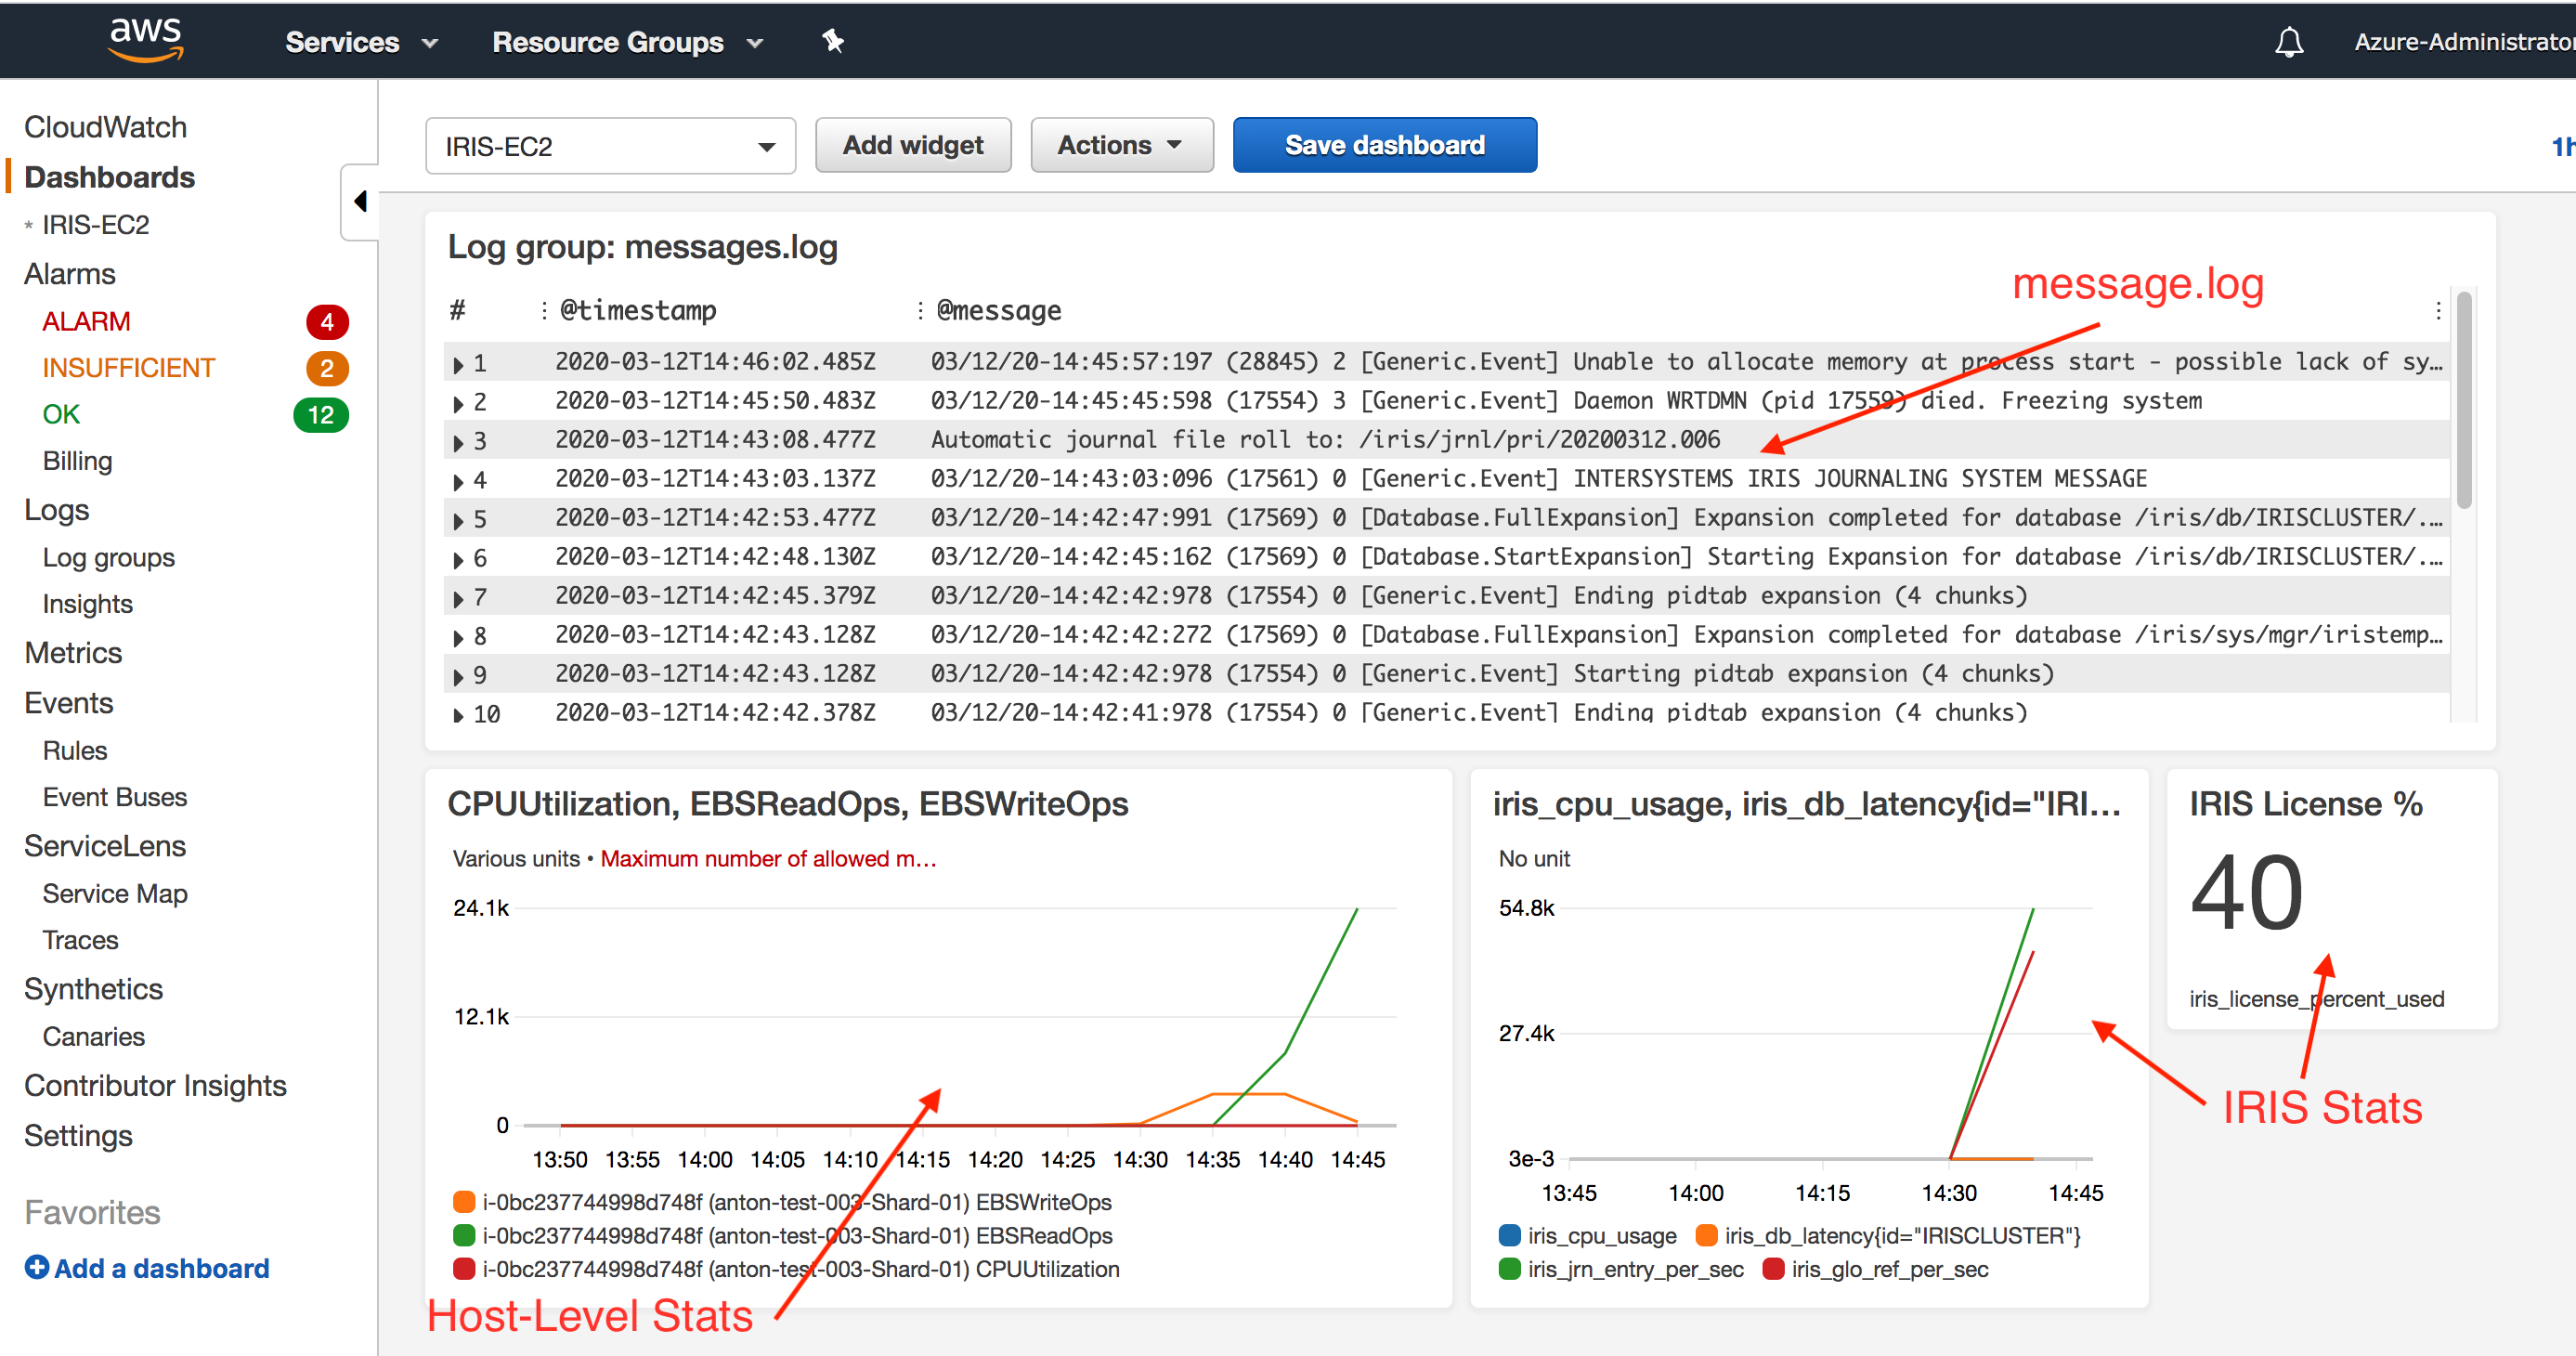 aws Services Resource Groups Azure-Administrator
CloudWatch
Dashboards
* IRIS-EC2
Alarms
ALARM 4
INSUFFICIENT 2
OK 12
Billing
Logs
Log groups
Insights
Metrics
Events
Rules
Event Buses
ServiceLens
Service Map
Traces
Synthetics
Canaries
Contributor Insights
Settings
Favorites
Add a dashboard
IRIS-EC2 Add widget Actions Save dashboard 1h
Log group: messages.log
message.log
# @timestamp @message
1 2020-03-12T14:46:02.485Z 03/12/20-14:45:57:197 (28845) 2 [Generic.Event] Unable to allocate memory at process start - possible lack of sy...
2 2020-03-12T14:45:50.483Z 03/12/20-14:45:45:598 (17554) 3 [Generic.Event] Daemon WRTDMN (pid 17559) died. Freezing system
3 2020-03-12T14:43:08.477Z Automatic journal file roll to: /iris/jrnl/pri/20200312.006
4 2020-03-12T14:43:03.137Z 03/12/20-14:43:03:096 (17561) 0 [Generic.Event] INTERSYSTEMS IRIS JOURNALING SYSTEM MESSAGE
5 2020-03-12T14:42:53.477Z 03/12/20-14:42:47:991 (17569) 0 [Database.FullExpansion] Expansion completed for database /iris/db/IRISCLUSTER/....
6 2020-03-12T14:42:48.130Z 03/12/20-14:42:45:162 (17569) 0 [Database.StartExpansion] Starting Expansion for database /iris/db/IRISCLUSTER/....
7 2020-03-12T14:42:45.379Z 03/12/20-14:42:42:978 (17554) 0 [Generic.Event] Ending pidtab expansion (4 chunks)
8 2020-03-12T14:42:43.128Z 03/12/20-14:42:42:272 (17569) 0 [Database.FullExpansion] Expansion completed for database /iris/sys/mgr/iristemp...
9 2020-03-12T14:42:43.128Z 03/12/20-14:42:42:978 (17554) 0 [Generic.Event] Starting pidtab expansion (4 chunks)
10 2020-03-12T14:42:42.378Z 03/12/20-14:42:41:978 (17554) 0 [Generic.Event] Ending pidtab expansion (4 chunks)
CPUUtilization, EBSReadOps, EBSWriteOps
Various units • Maximum number of allowed m...
24.1k
12.1k
0
13:50 13:55 14:00 14:05 14:10 14:15 14:20 14:25 14:30 14:35 14:40 14:45
i-0bc237744998d748f (anton-test-003-Shard-01) EBSWriteOps
i-0bc237744998d748f (anton-test-003-Shard-01) EBSReadOps
i-0bc237744998d748f (anton-test-003-Shard-01) CPUUtilization
Host-Level Stats
iris_cpu_usage, iris_db_latency{id="IRI...
No unit
54.8k
27.4k
3e-3
13:45 14:00 14:15 14:30 14:45
iris_cpu_usage iris_db_latency{id="IRISCLUSTER"}
iris_jrn_entry_per_sec iris_glo_ref_per_sec
IRIS License %
40
iris_license_percent_used
IRIS Stats